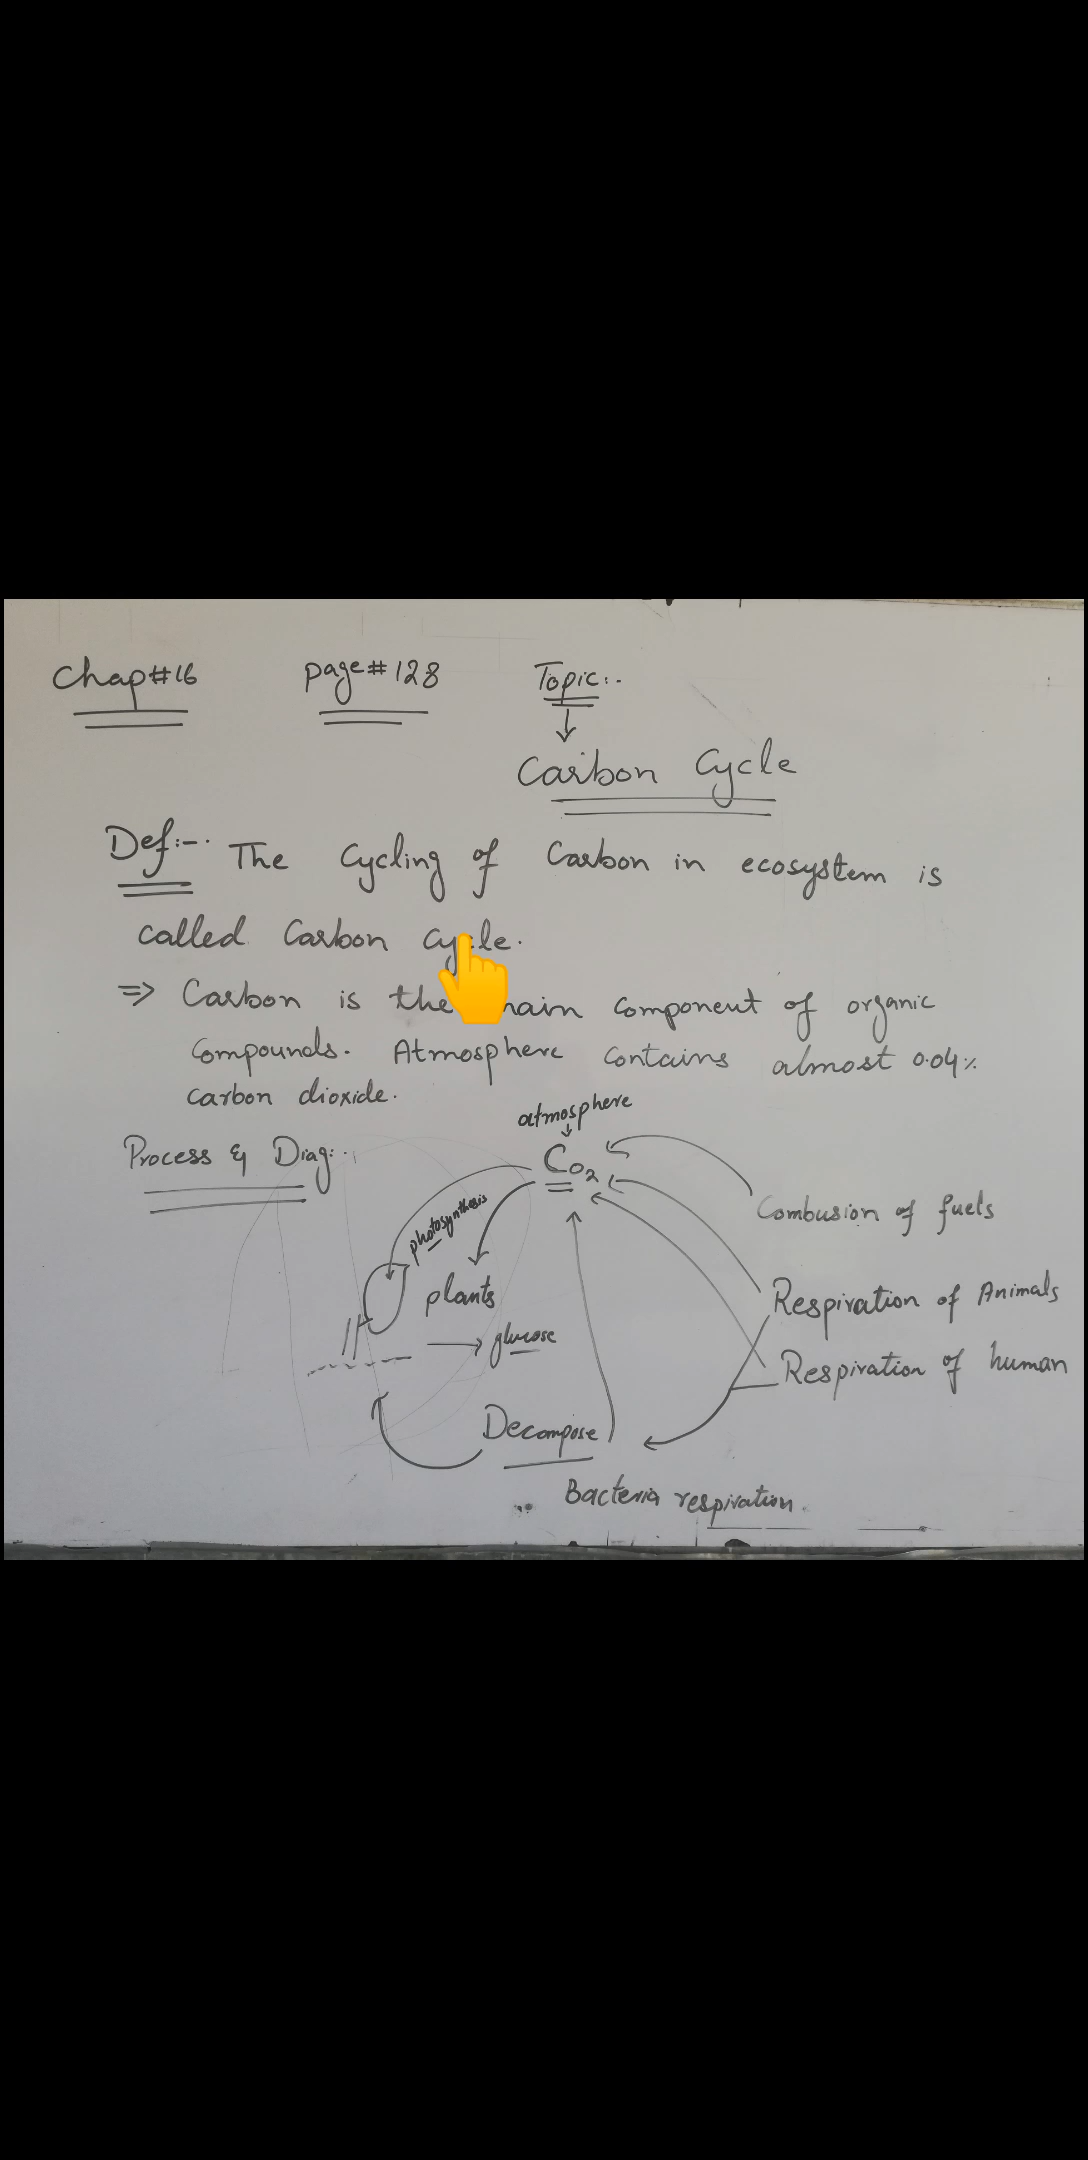 Chap#16 page#128 Topic:-
Carbon Cycle
Def:- The Cycling of Carbon in ecosystem is
called Carbon Cycle.
⇒ Carbon is the main component of organic
Compounds. Atmosphere contains almost 0.04%
carbon dioxide.
Process & Diag:
atmosphere
Co₂
photosynthesis
Combusion of fuels
plants
Respiration of Animals
glucose
Respiration of human
Decompose
Bacteria respiration.